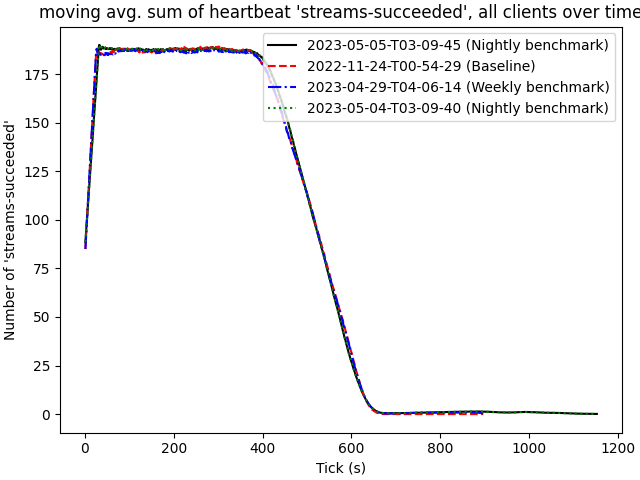 moving avg. sum of heartbeat 'streams-succeeded', all clients over time
2023-05-05-T03-09-45 (Nightly benchmark)
2022-11-24-T00-54-29 (Baseline)
2023-04-29-T04-06-14 (Weekly benchmark)
2023-05-04-T03-09-40 (Nightly benchmark)
Number of 'streams-succeeded'
175
150
125
100
75
50
25
0
0 200 400 600 800 1000 1200
Tick (s)